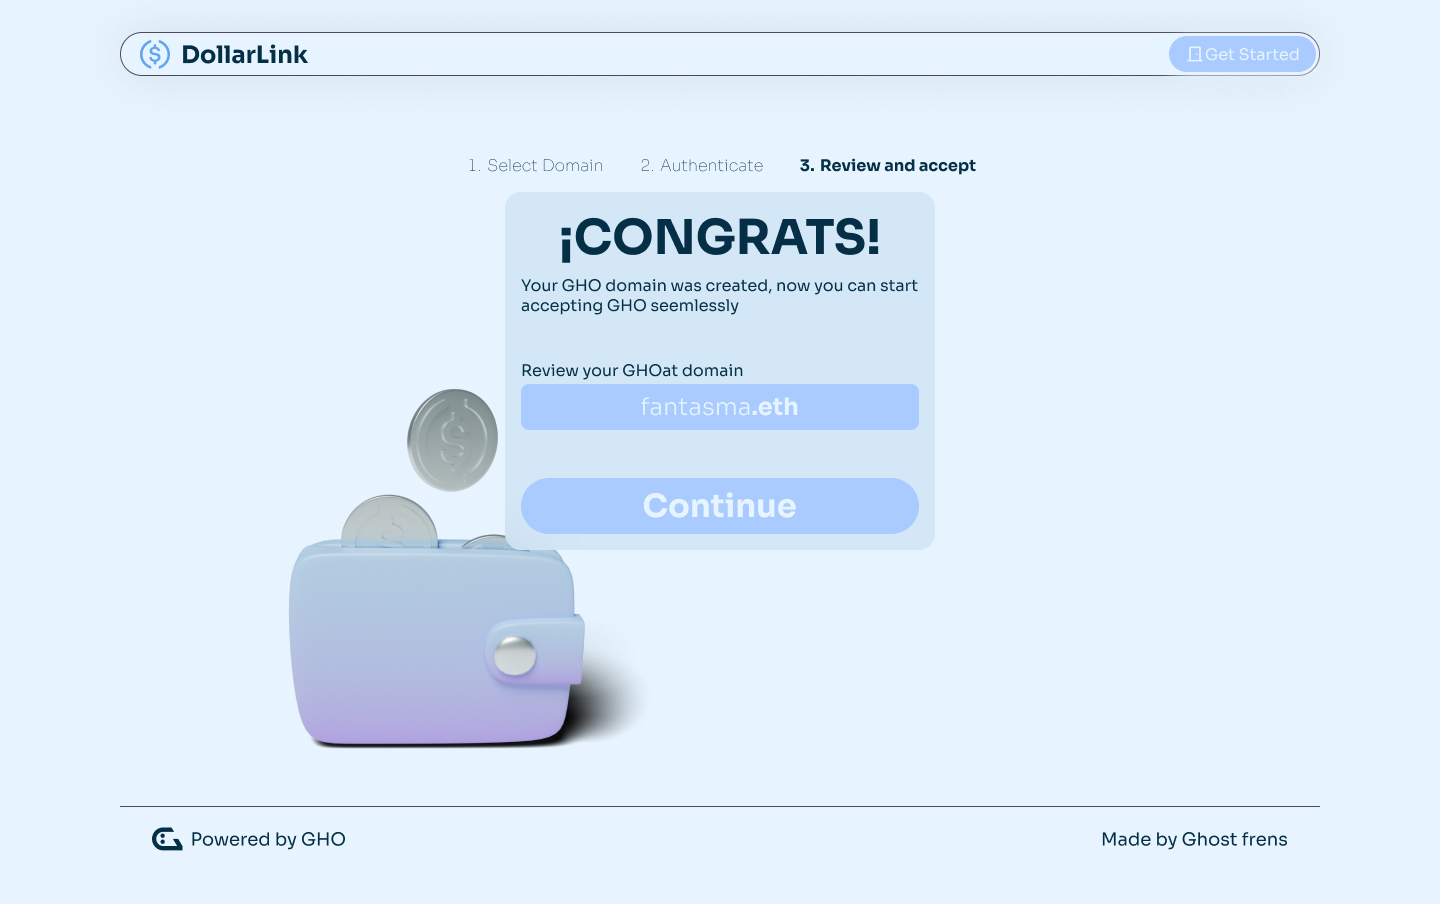 DollarLink
Get Started
1. Select Domain
2. Authenticate
3. Review and accept
¡CONGRATS!
Your GHO domain was created, now you can start
accepting GHO seemlessly
Review your GHOat domain
fantasma.eth
Continue
Powered by GHO
Made by Ghost frens